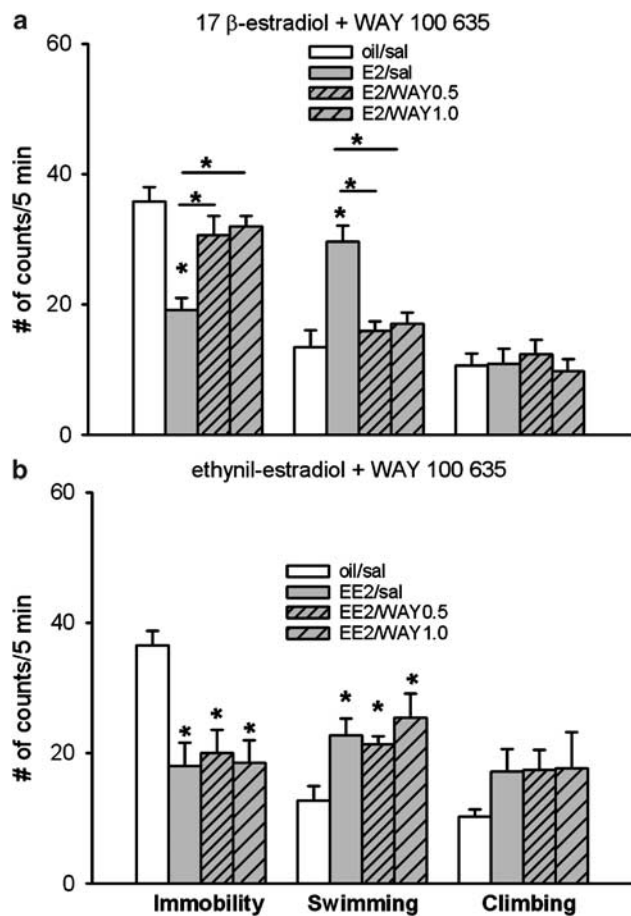 a
17 β-estradiol + WAY 100 635
60
40
20
0
# of counts/5 min
oil/sal
E2/sal
E2/WAY0.5
E2/WAY1.0
*
*
*
*
*
*
b
ethynil-estradiol + WAY 100 635
60
40
20
0
# of counts/5 min
oil/sal
EE2/sal
EE2/WAY0.5
EE2/WAY1.0
* * *
* * *
Immobility Swimming Climbing